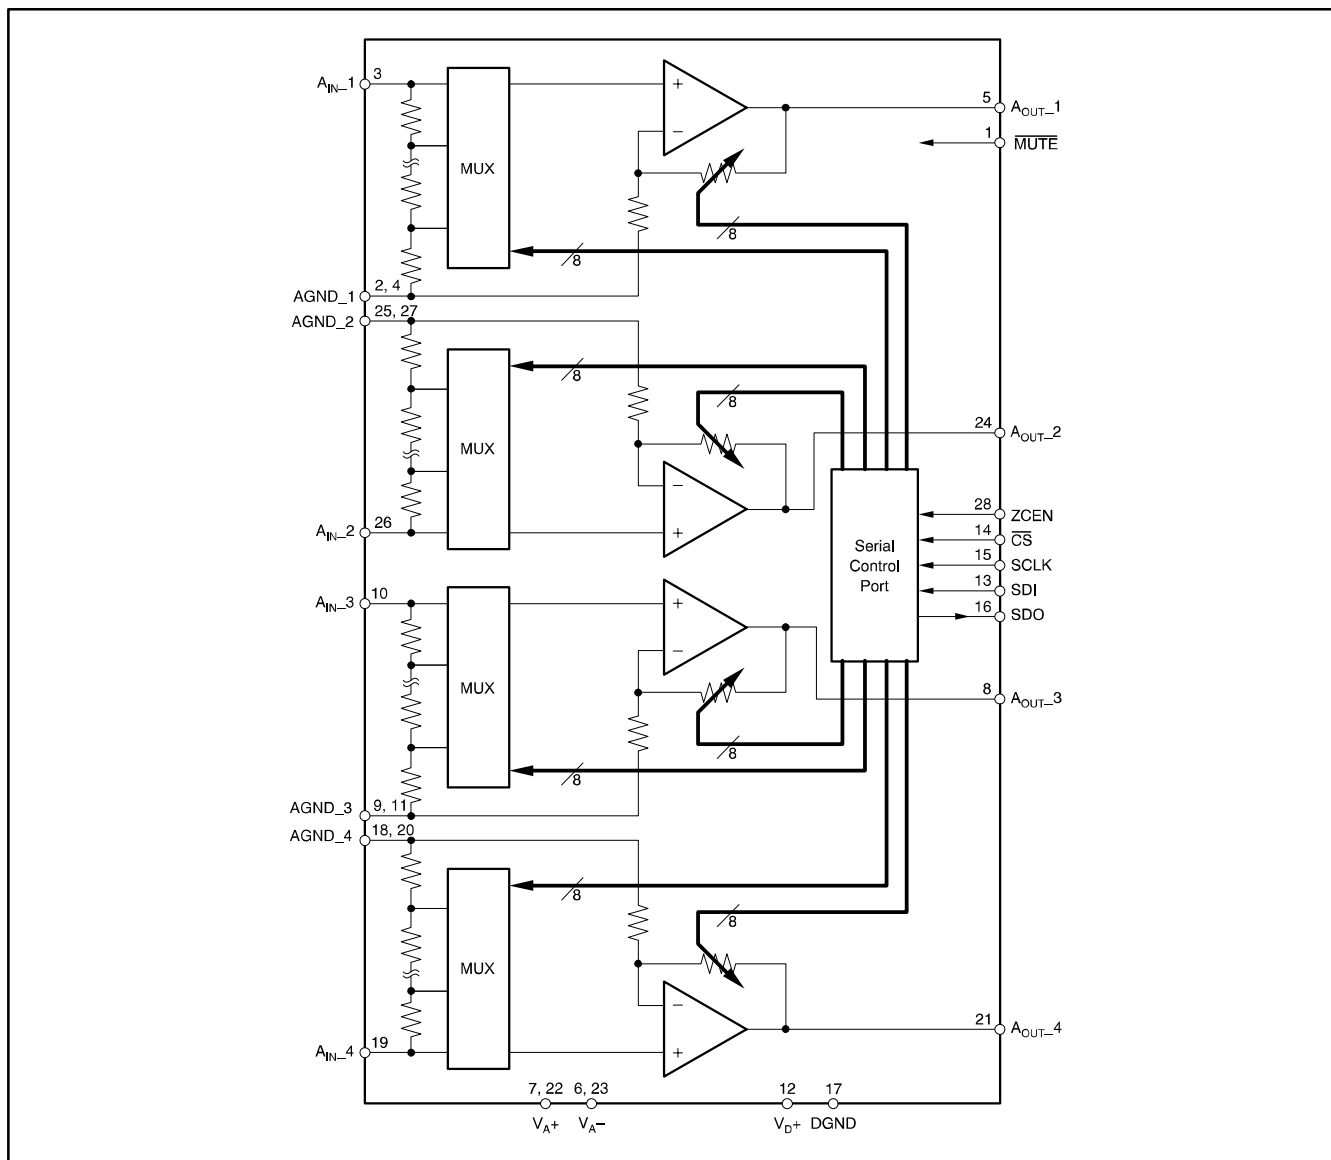 A_IN_1
3
MUX
+
−
5
A_OUT_1
1
MUTE
8
8
AGND_1
2, 4
AGND_2
25, 27
8
8
MUX
24
A_OUT_2
−
+
A_IN_2
26
28
ZCEN
14
CS
15
SCLK
13
SDI
16
SDO
Serial
Control
Port
A_IN_3
10
+
−
MUX
8
A_OUT_3
8
8
AGND_3
9, 11
AGND_4
18, 20
8
8
MUX
−
+
21
A_OUT_4
A_IN_4
19
7, 22
6, 23
12
17
V_A+
V_A−
V_D+
DGND